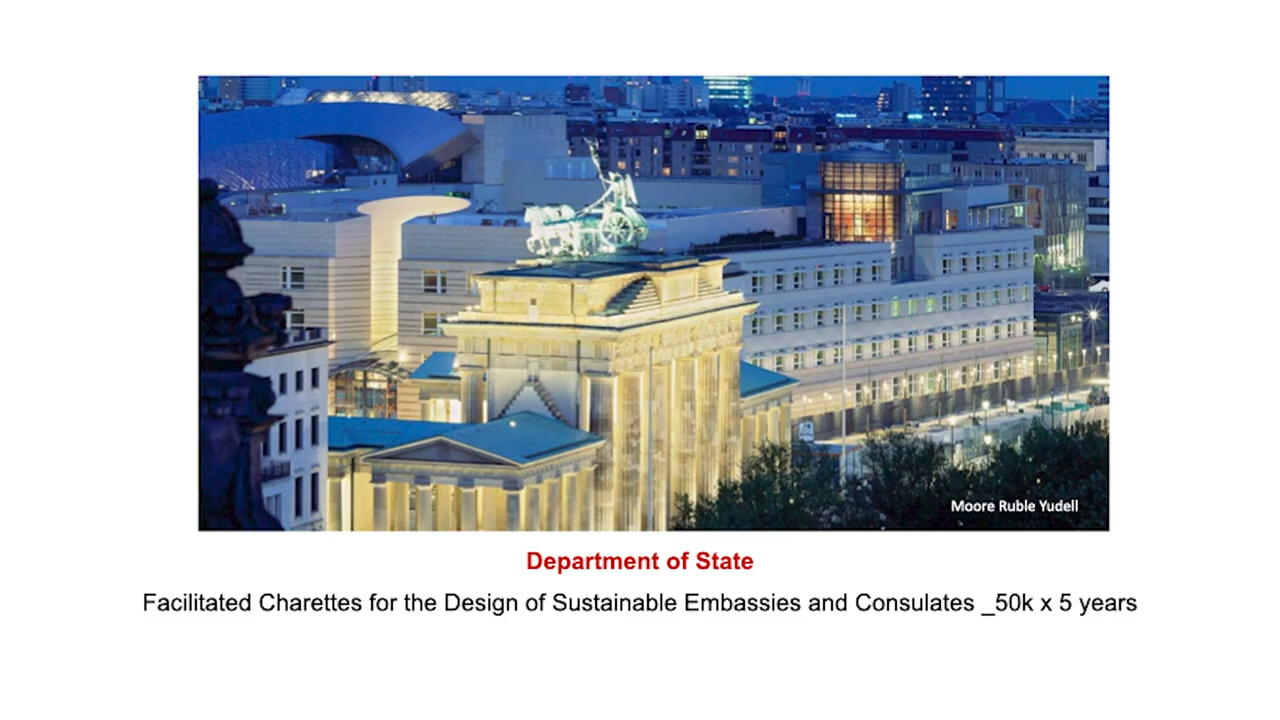 Moore Ruble Yudell
Department of State
Facilitated Charettes for the Design of Sustainable Embassies and Consulates _50k x 5 years